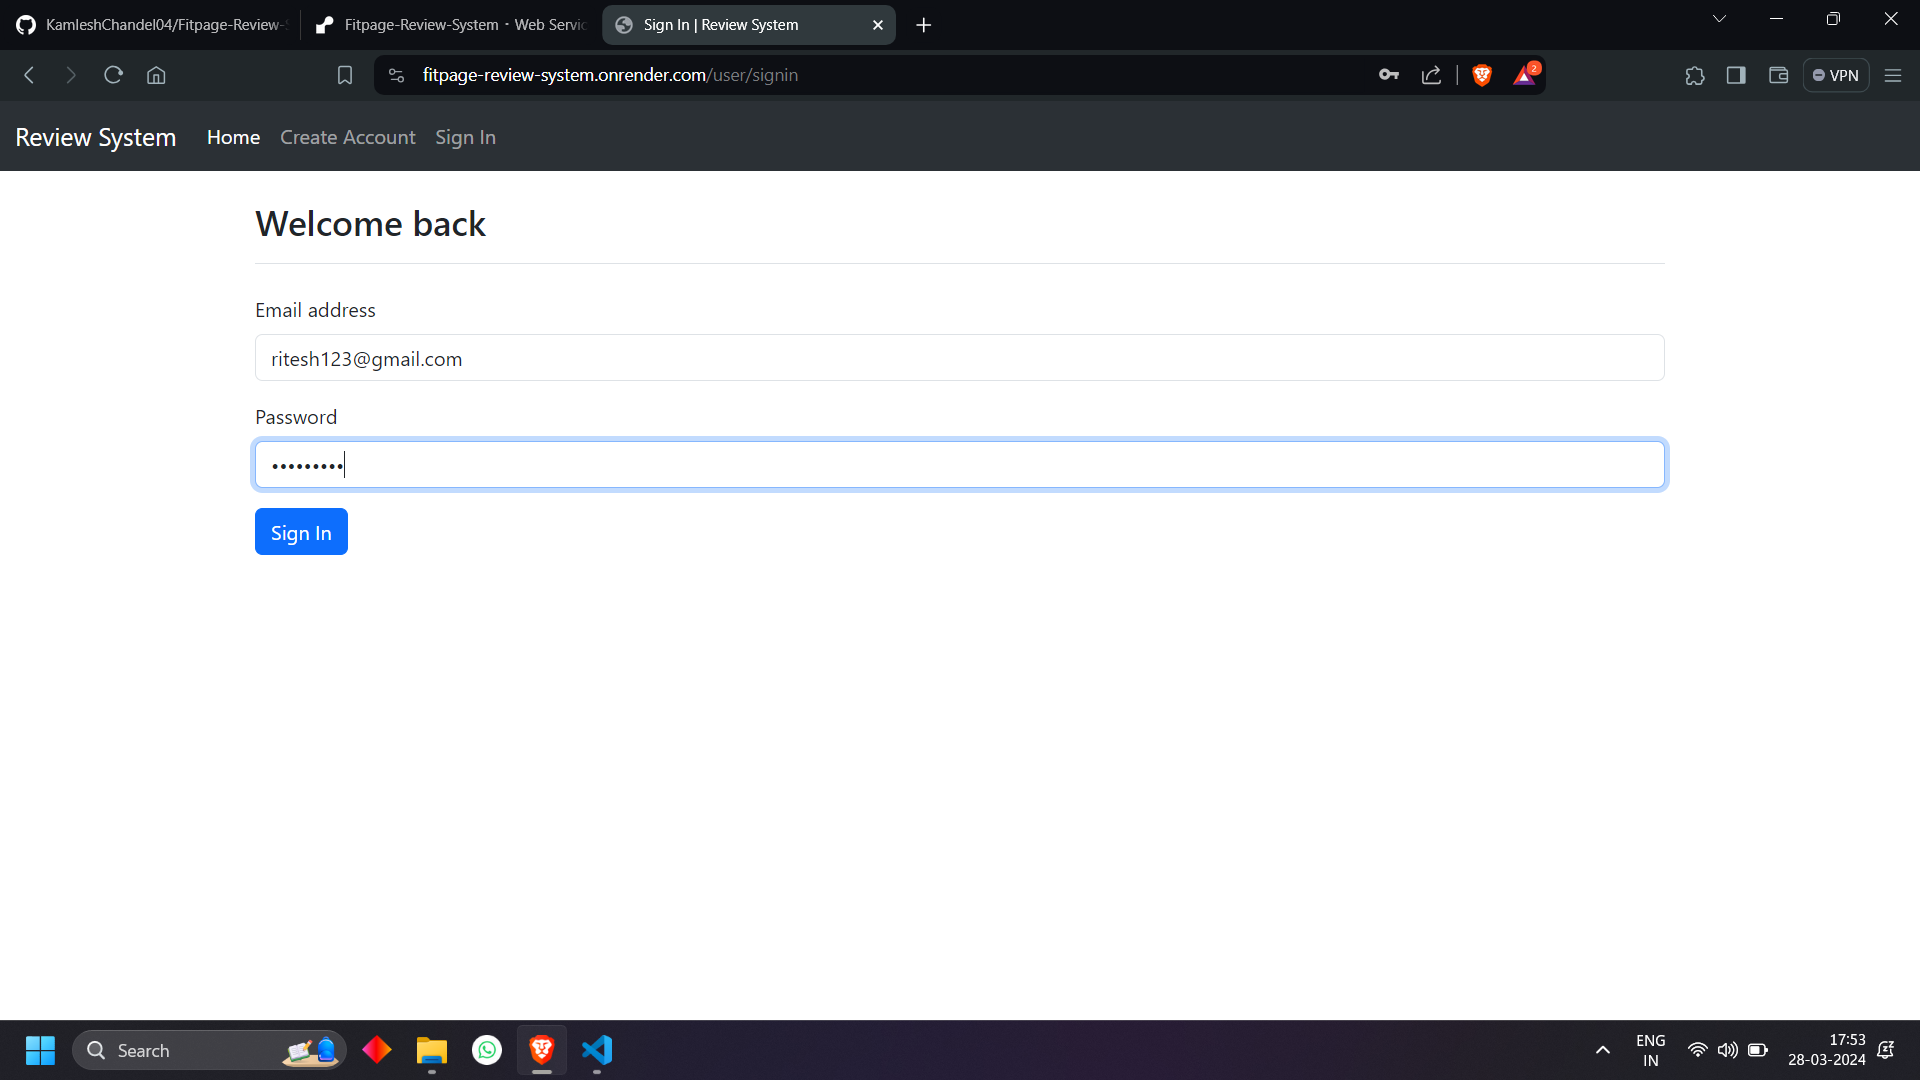 KamleshChandel04/Fitpage-Review-
Fitpage-Review-System · Web Servic
Sign In | Review System
fitpage-review-system.onrender.com/user/signin
2
VPN
Review System Home Create Account Sign In
Welcome back
Email address
ritesh123@gmail.com
Password
•••••••••
Sign In
Search
ENG
IN
17:53
28-03-2024